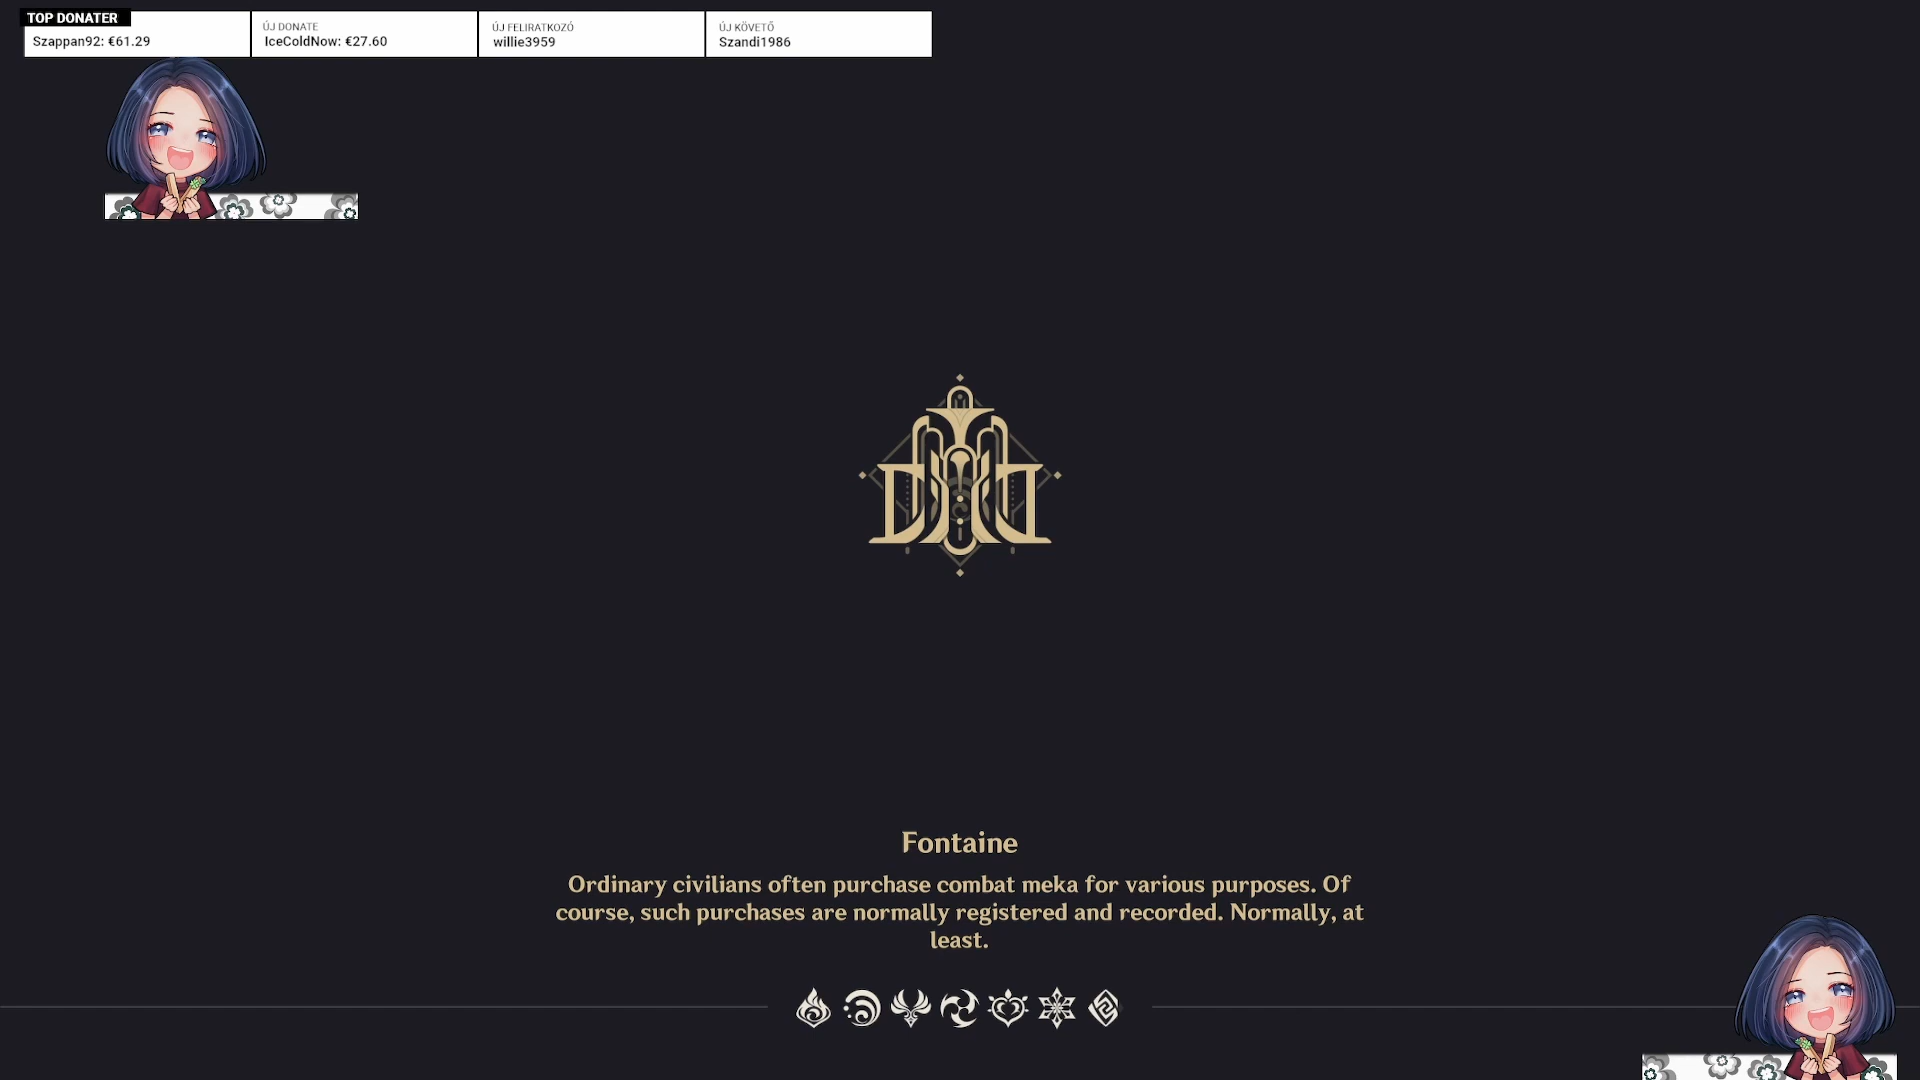 TOP DONATER
Szappan92: €61.29
ÚJ DONATE
IceColdNow: €27.60
ÚJ FELIRATKOZÓ
willie3959
ÚJ KÖVETŐ
Szandi1986
Fontaine
Ordinary civilians often purchase combat meka for various purposes. Of
course, such purchases are normally registered and recorded. Normally, at
least.